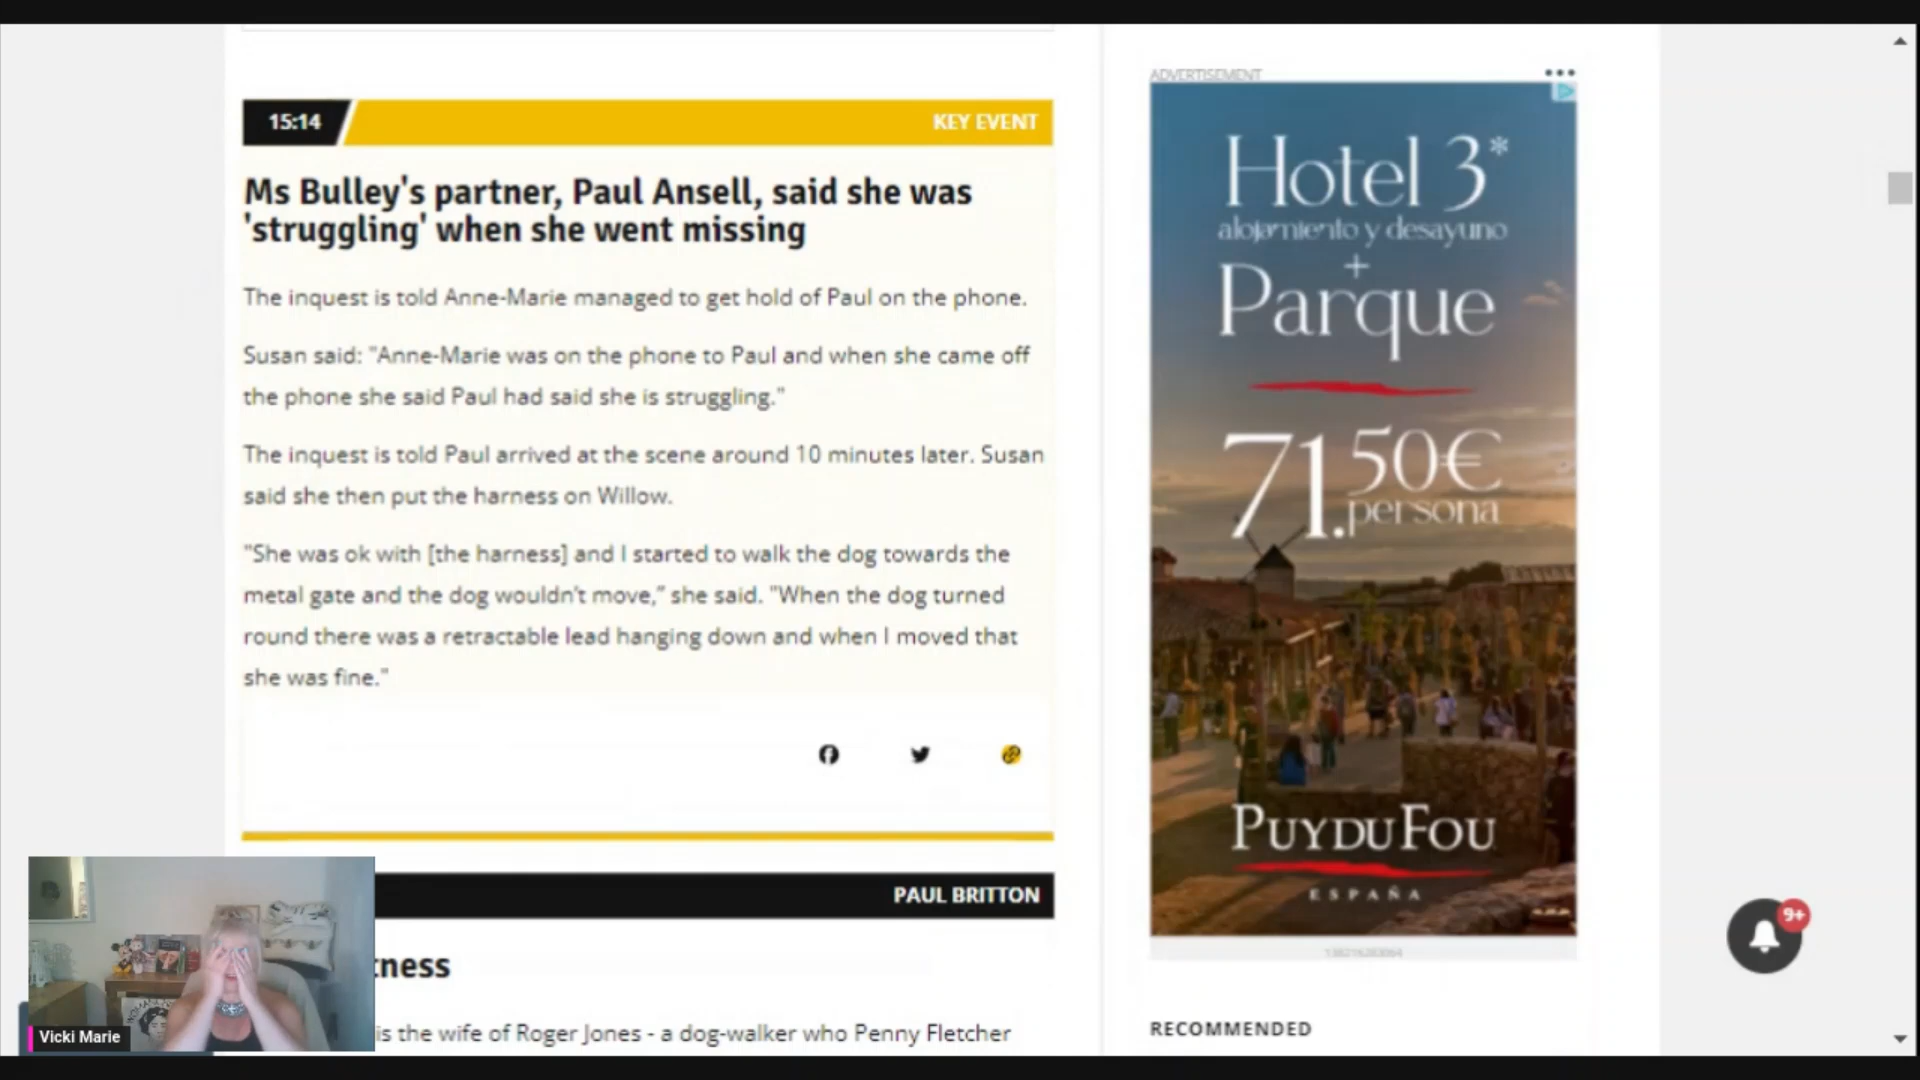 15:14 KEY EVENT
Ms Bulley's partner, Paul Ansell, said she was
'struggling' when she went missing
The inquest is told Anne-Marie managed to get hold of Paul on the phone.
Susan said: "Anne-Marie was on the phone to Paul and when she came off
the phone she said Paul had said she is struggling."
The inquest is told Paul arrived at the scene around 10 minutes later. Susan
said she then put the harness on Willow.
"She was ok with [the harness] and I started to walk the dog towards the
metal gate and the dog wouldn't move," she said. "When the dog turned
round there was a retractable lead hanging down and when I moved that
she was fine."
PAUL BRITTON
tness
is the wife of Roger Jones - a dog-walker who Penny Fletcher
Vicki Marie
ADVERTISEMENT
Hotel 3*
alojamiento y desayuno
+
Parque
71.50€
persona
PUYDUFOU
ESPAÑA
9+
RECOMMENDED